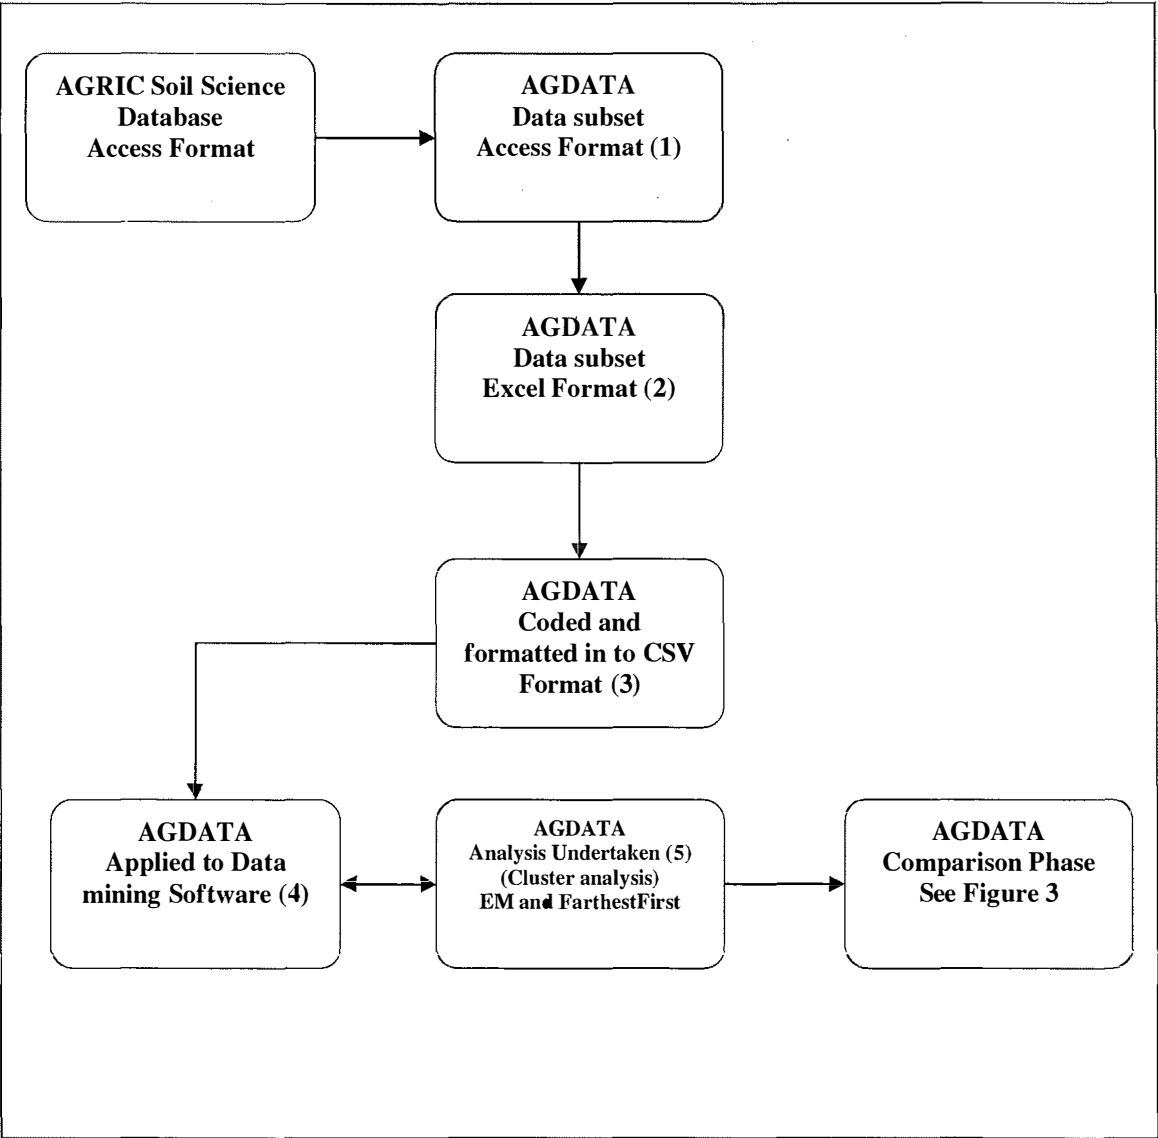 AGRIC Soil Science
Database
Access Format
AGDATA
Data subset
Access Format (1)
AGDATA
Data subset
Excel Format (2)
AGDATA
Coded and
formatted in to CSV
Format (3)
AGDATA
Applied to Data
mining Software (4)
AGDATA
Analysis Undertaken (5)
(Cluster analysis)
EM and FarthestFirst
AGDATA
Comparison Phase
See Figure 3